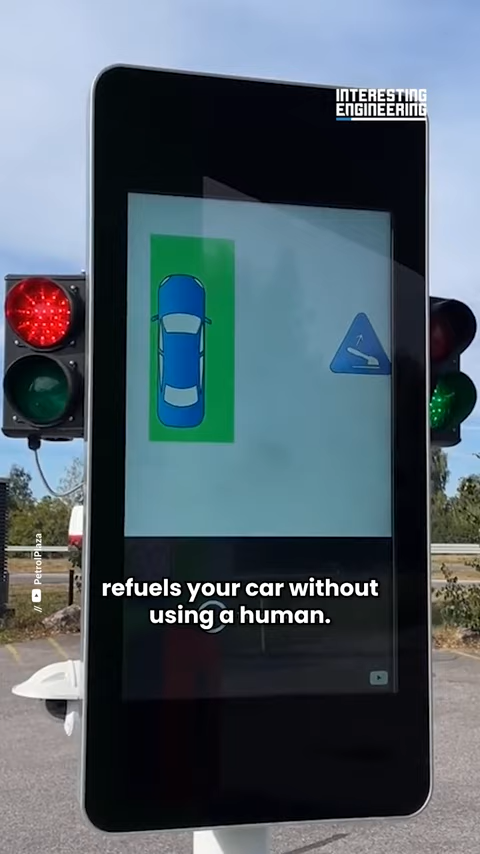 INTERESTING
ENGINEERING
// PetrolPlaza
refuels your car without
using a human.